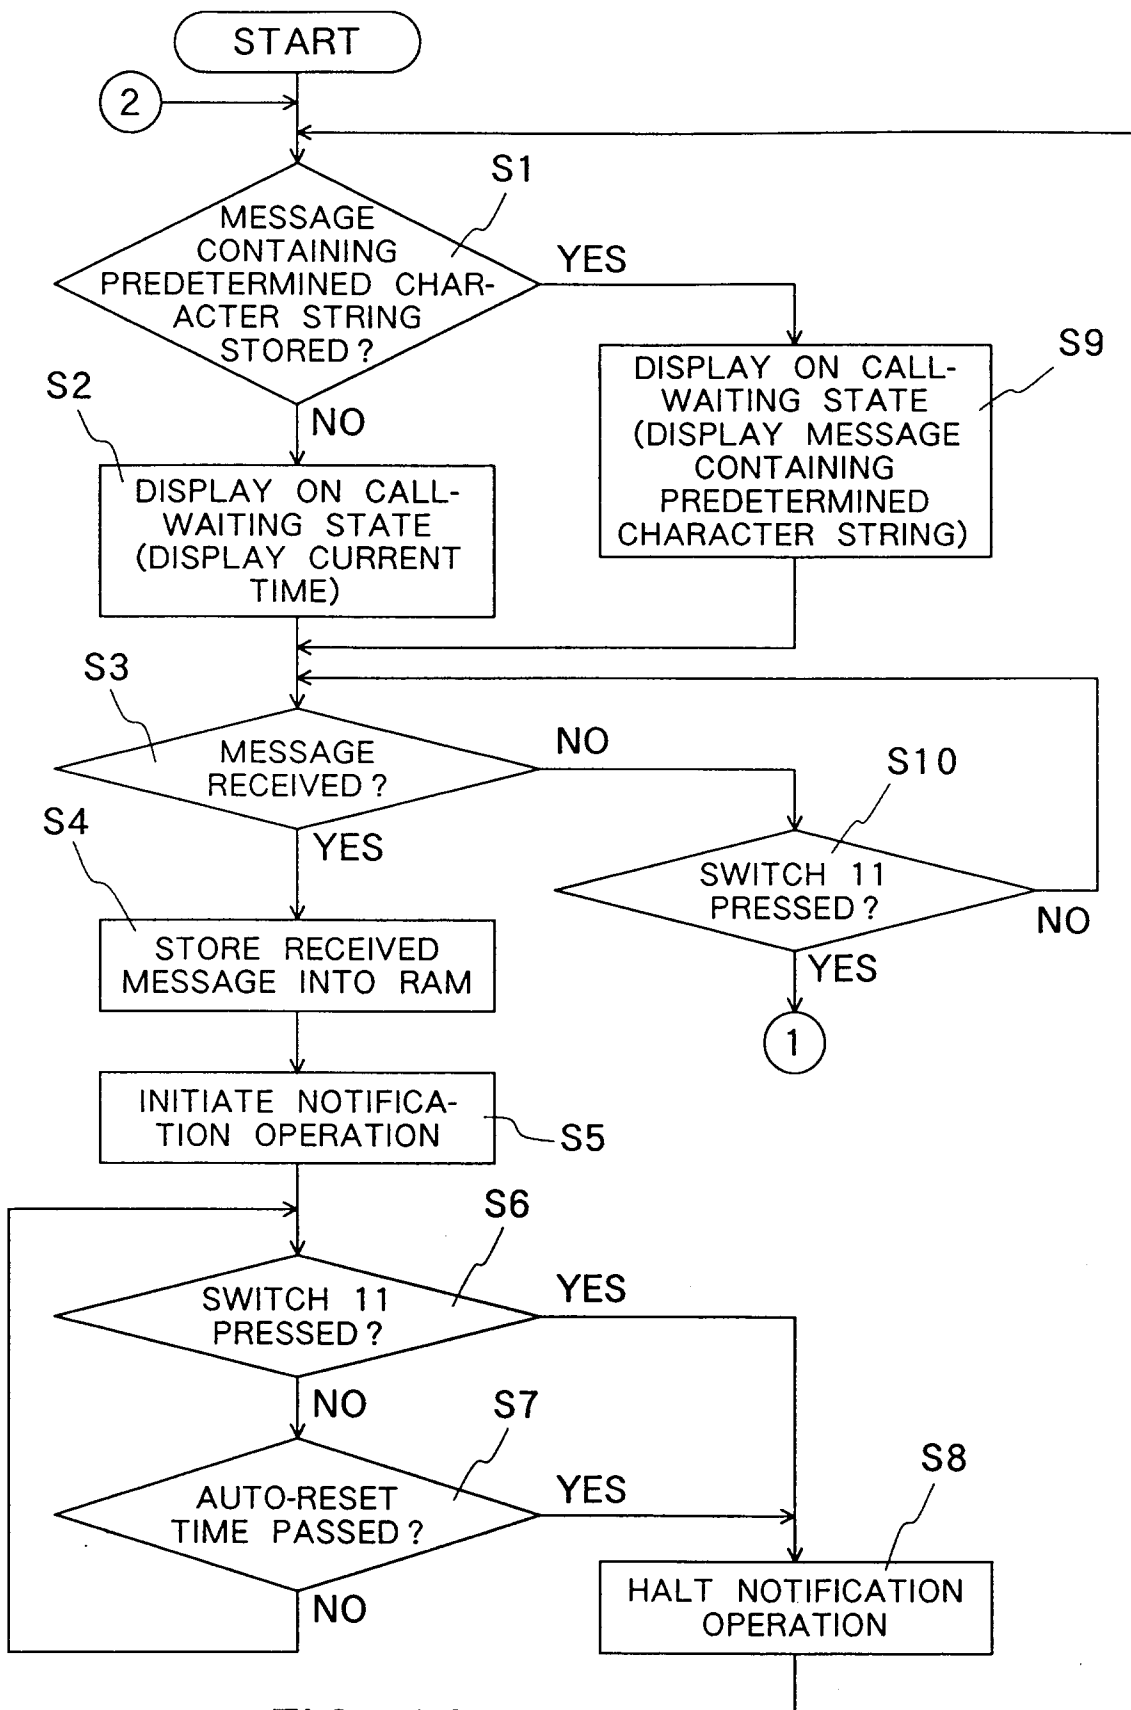 START
2
S1
MESSAGE
CONTAINING
PREDETERMINED CHAR-
ACTER STRING
STORED?
YES
NO
S9
DISPLAY ON CALL-
WAITING STATE
(DISPLAY MESSAGE
CONTAINING
PREDETERMINED
CHARACTER STRING)
S2
DISPLAY ON CALL-
WAITING STATE
(DISPLAY CURRENT
TIME)
S3
MESSAGE
RECEIVED?
NO
YES
S10
SWITCH 11
PRESSED?
NO
YES
1
S4
STORE RECEIVED
MESSAGE INTO RAM
INITIATE NOTIFICA-
TION OPERATION
S5
S6
SWITCH 11
PRESSED?
YES
NO
S7
AUTO-RESET
TIME PASSED?
YES
NO
S8
HALT NOTIFICATION
OPERATION